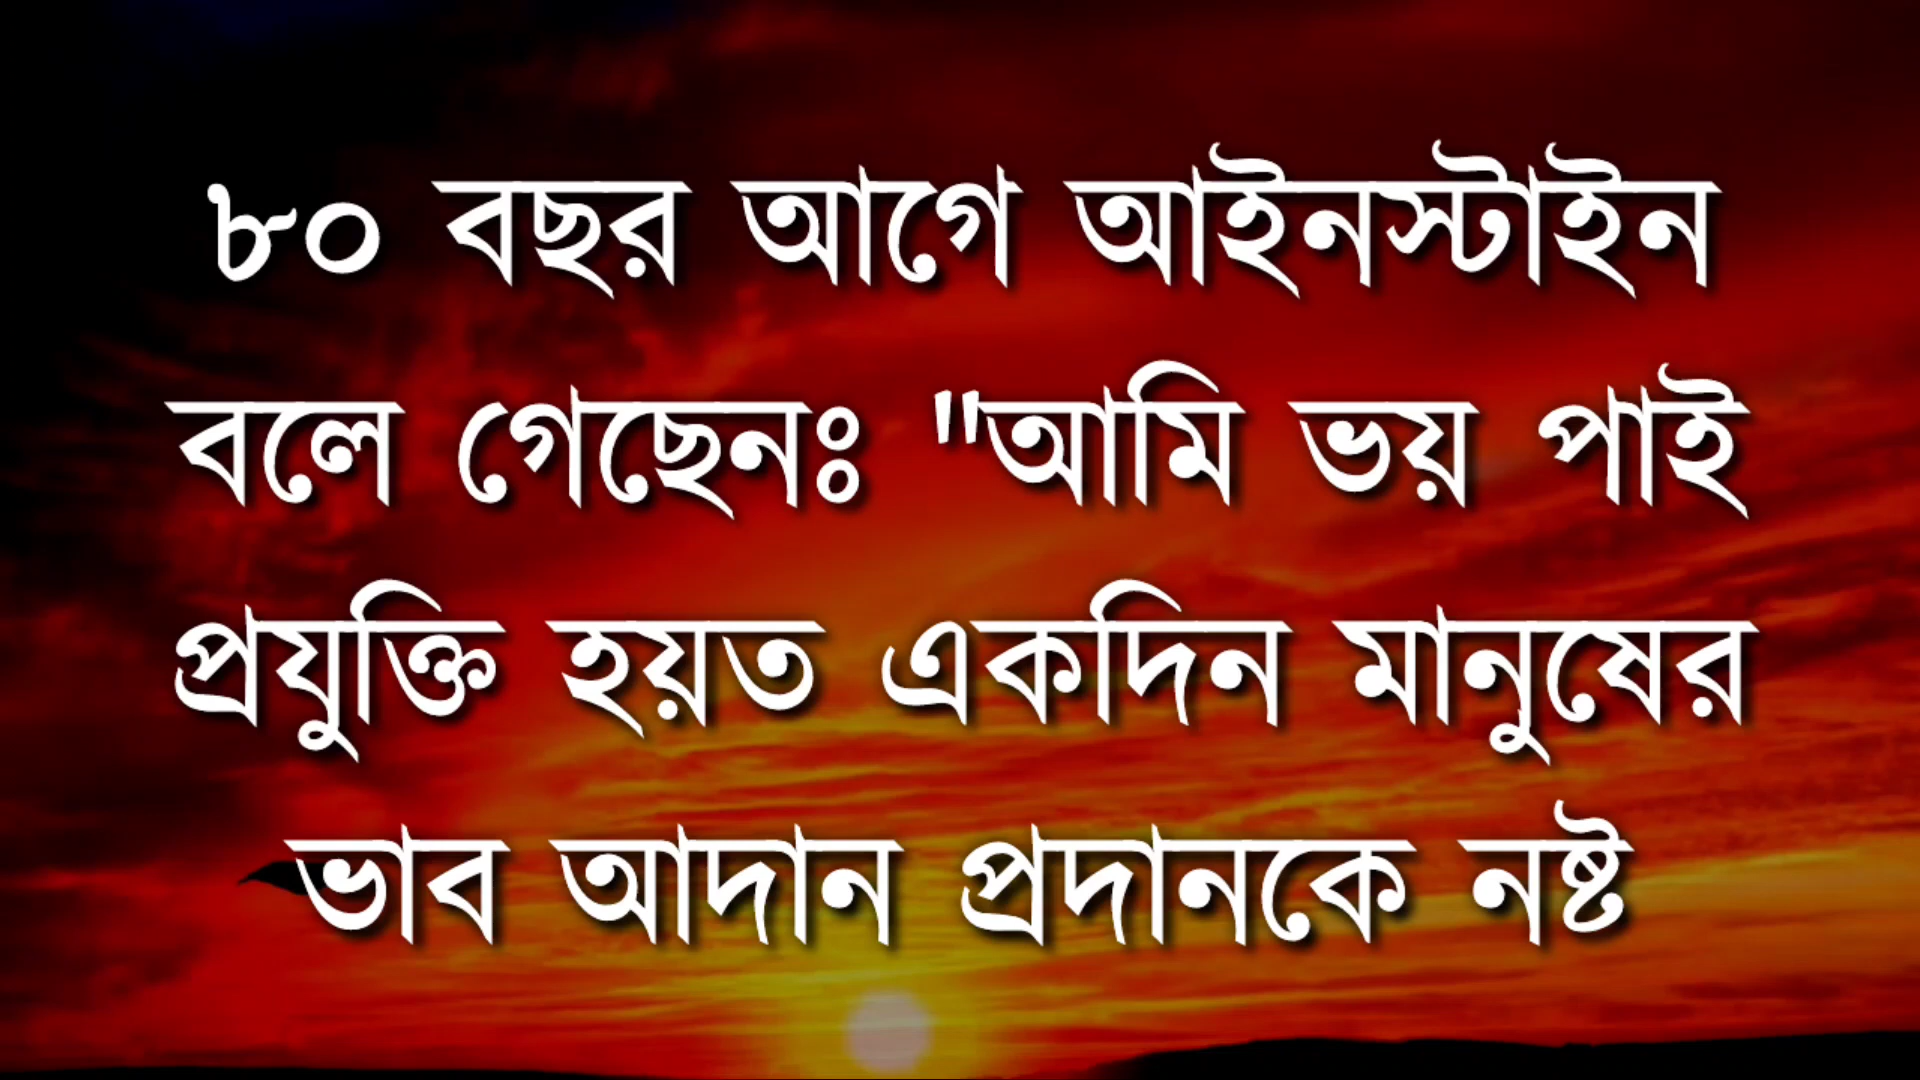 ৮০ বছর আগে আইনস্টাইন
বলে গেছেনঃ "আমি ভয় পাই
প্রযুক্তি হয়ত একদিন মানুষের
ভাব আদান প্রদানকে নষ্ট